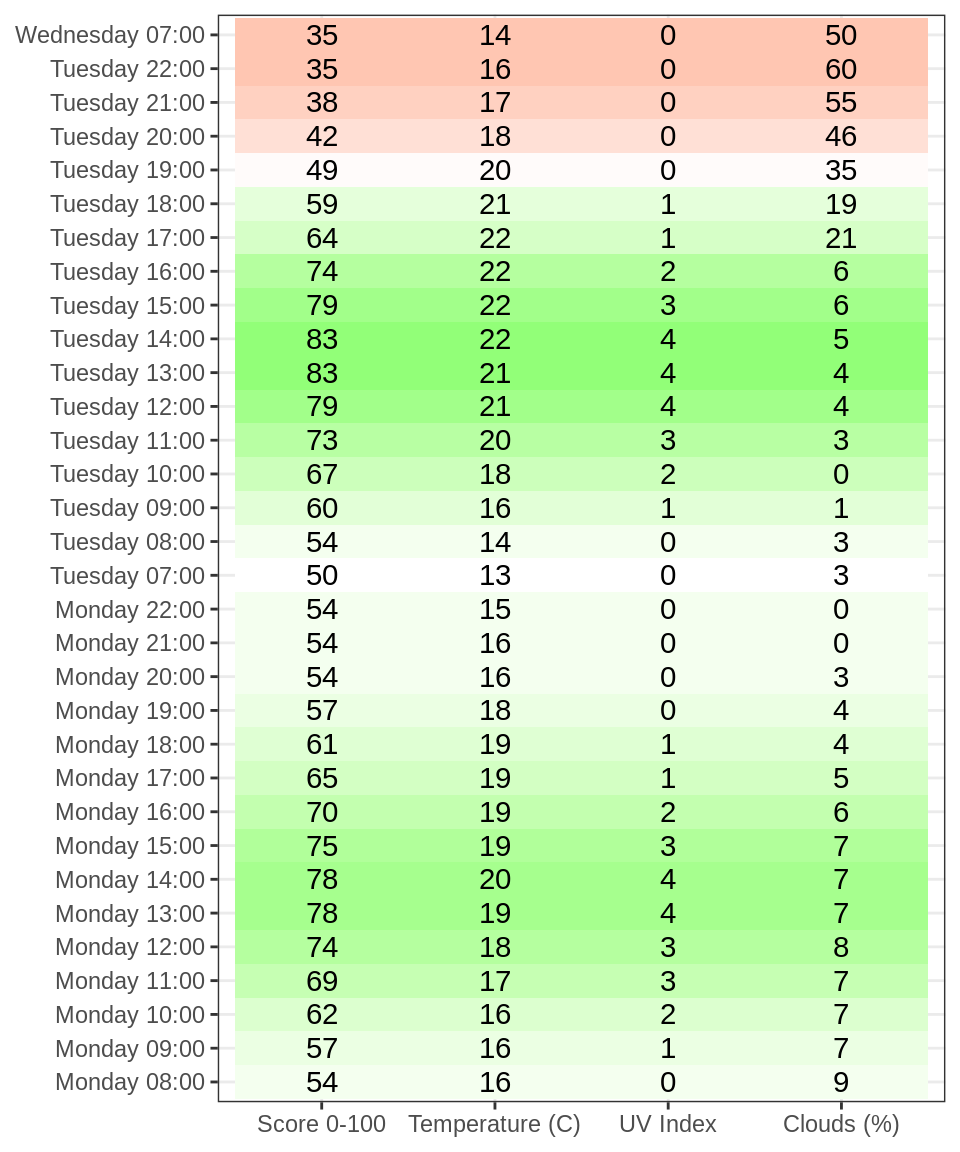 Wednesday 07:00 35 14 0 50
Tuesday 22:00 35 16 0 60
Tuesday 21:00 38 17 0 55
Tuesday 20:00 42 18 0 46
Tuesday 19:00 49 20 0 35
Tuesday 18:00 59 21 1 19
Tuesday 17:00 64 22 1 21
Tuesday 16:00 74 22 2 6
Tuesday 15:00 79 22 3 6
Tuesday 14:00 83 22 4 5
Tuesday 13:00 83 21 4 4
Tuesday 12:00 79 21 4 4
Tuesday 11:00 73 20 3 3
Tuesday 10:00 67 18 2 0
Tuesday 09:00 60 16 1 1
Tuesday 08:00 54 14 0 3
Tuesday 07:00 50 13 0 3
Monday 22:00 54 15 0 0
Monday 21:00 54 16 0 0
Monday 20:00 54 16 0 3
Monday 19:00 57 18 0 4
Monday 18:00 61 19 1 4
Monday 17:00 65 19 1 5
Monday 16:00 70 19 2 6
Monday 15:00 75 19 3 7
Monday 14:00 78 20 4 7
Monday 13:00 78 19 4 7
Monday 12:00 74 18 3 8
Monday 11:00 69 17 3 7
Monday 10:00 62 16 2 7
Monday 09:00 57 16 1 7
Monday 08:00 54 16 0 9
Score 0-100 Temperature (C) UV Index Clouds (%)